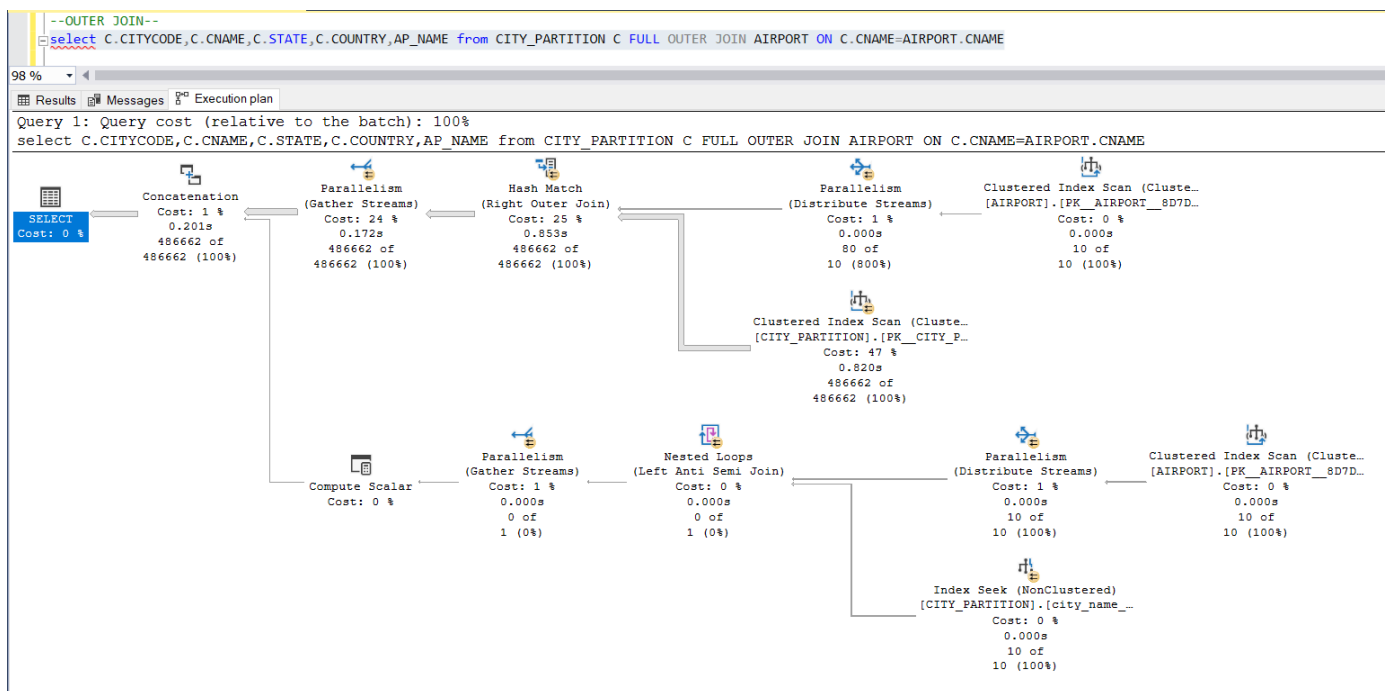 --OUTER JOIN--
select C.CITYCODE,C.CNAME,C.STATE,C.COUNTRY,AP_NAME from CITY_PARTITION C FULL OUTER JOIN AIRPORT ON C.CNAME=AIRPORT.CNAME
98 %
Results Messages Execution plan
Query 1: Query cost (relative to the batch): 100%
select C.CITYCODE,C.CNAME,C.STATE,C.COUNTRY,AP_NAME from CITY_PARTITION C FULL OUTER JOIN AIRPORT ON C.CNAME=AIRPORT.CNAME
SELECT
Cost: 0 %
Concatenation
Cost: 1 %
0.201s
486662 of
486662 (100%)
Parallelism
(Gather Streams)
Cost: 24 %
0.172s
486662 of
486662 (100%)
Hash Match
(Right Outer Join)
Cost: 25 %
0.853s
486662 of
486662 (100%)
Parallelism
(Distribute Streams)
Cost: 1 %
0.000s
80 of
10 (800%)
Clustered Index Scan (Cluste…
[AIRPORT].[PK__AIRPORT__8D7D…
Cost: 0 %
0.000s
10 of
10 (100%)
Clustered Index Scan (Cluste…
[CITY_PARTITION].[PK__CITY_P…
Cost: 47 %
0.820s
486662 of
486662 (100%)
Compute Scalar
Cost: 0 %
Parallelism
(Gather Streams)
Cost: 1 %
0.000s
0 of
1 (0%)
Nested Loops
(Left Anti Semi Join)
Cost: 0 %
0.000s
0 of
1 (0%)
Parallelism
(Distribute Streams)
Cost: 1 %
0.000s
10 of
10 (100%)
Clustered Index Scan (Cluste…
[AIRPORT].[PK__AIRPORT__8D7D…
Cost: 0 %
0.000s
10 of
10 (100%)
Index Seek (NonClustered)
[CITY_PARTITION].[city_name_…
Cost: 0 %
0.000s
10 of
10 (100%)